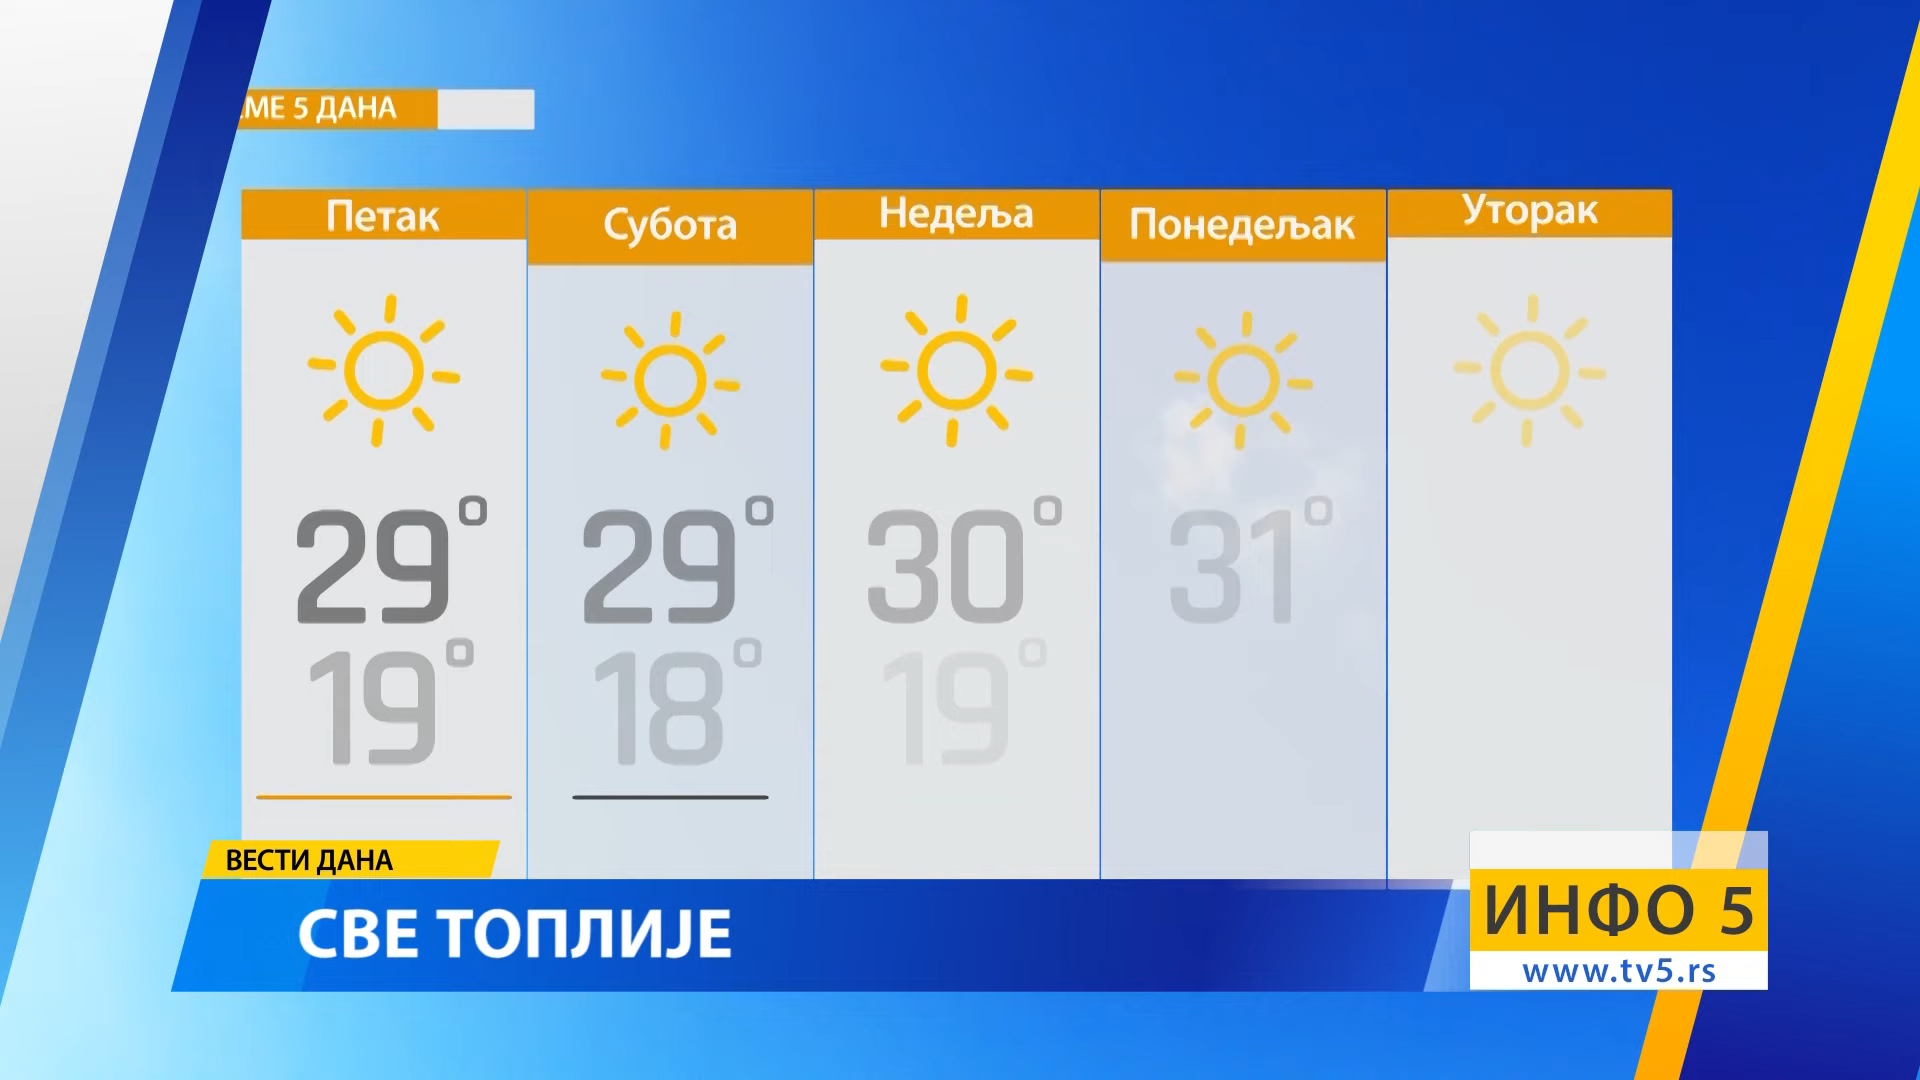 5 ДАНА
Петак
Субота
Недеља
Понедељак
Уторак
29°
29°
30°
31°
19°
18°
19°
ВЕСТИ ДАНА
СВЕ ТОПЛИЈЕ
ИНФО 5
www.tv5.rs